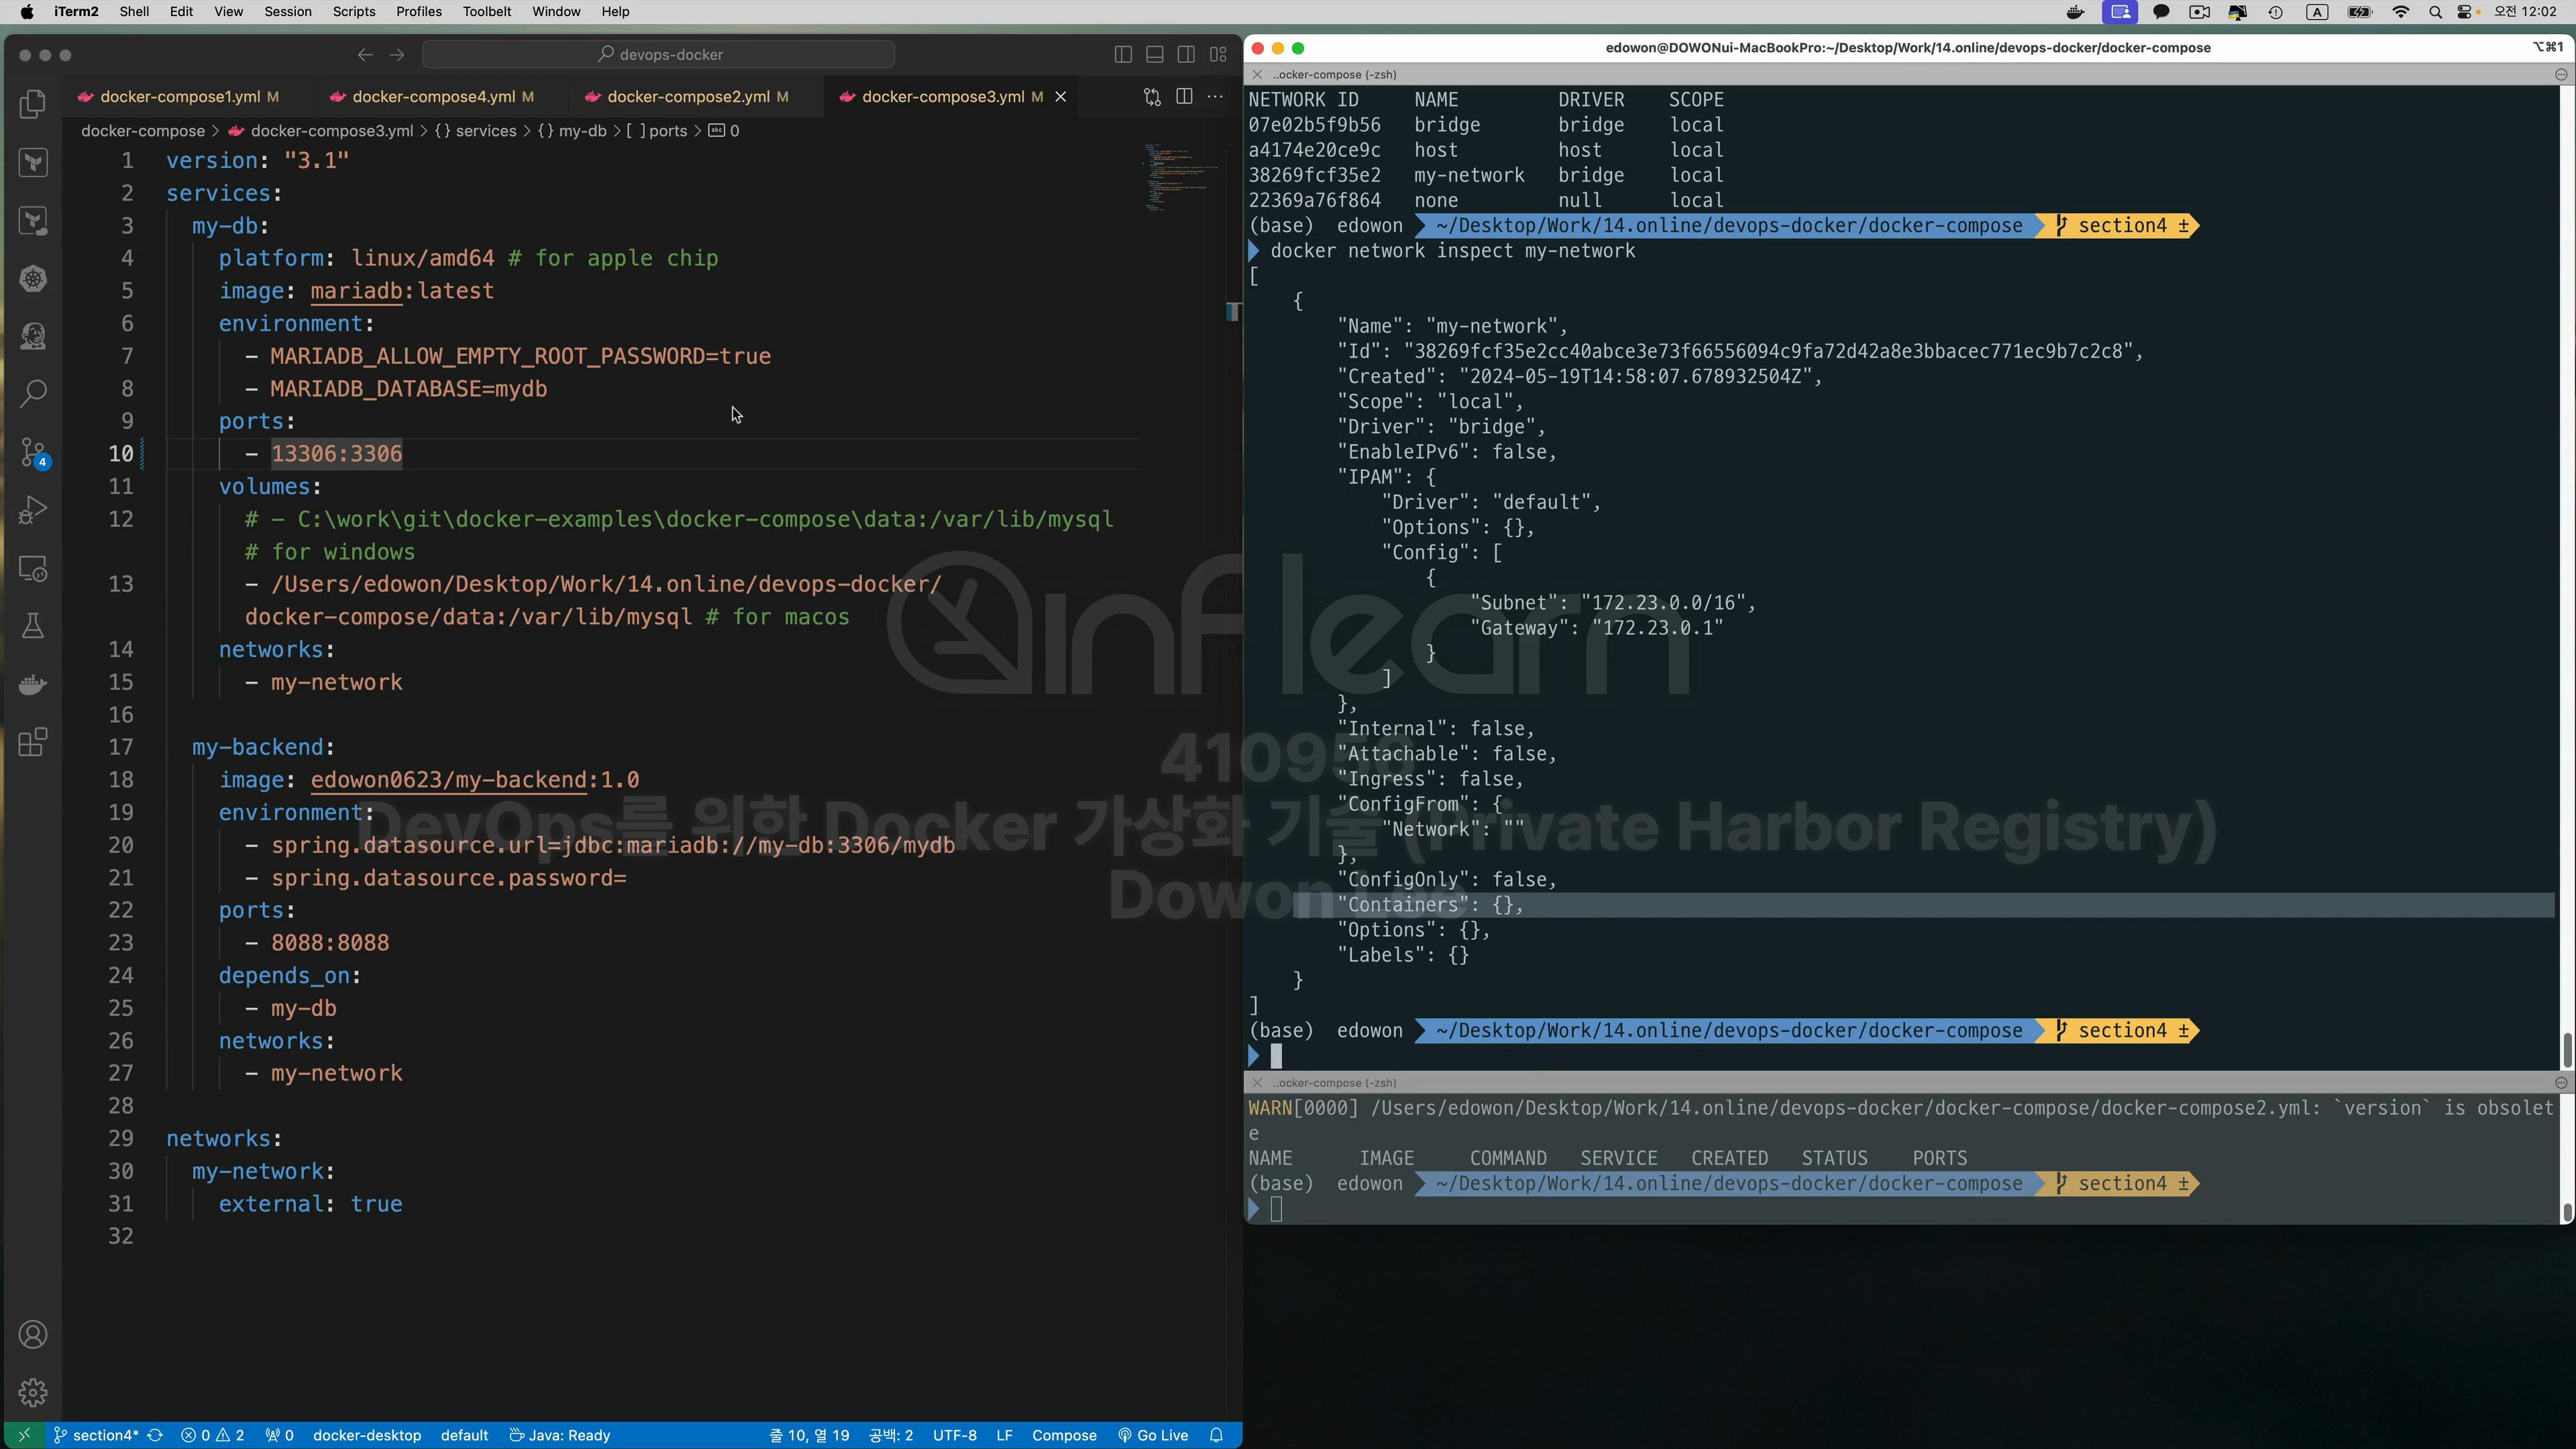 iTerm2 Shell Edit View Session Scripts Profiles Toolbelt Window Help
A 오전 12:02
devops-docker
docker-compose1.yml M docker-compose4.yml M docker-compose2.yml M docker-compose3.yml M
docker-compose > docker-compose3.yml > {} services > {} my-db > [ ] ports > abc 0
1 version: "3.1"
2 services:
3 my-db:
4 platform: linux/amd64 # for apple chip
5 image: mariadb:latest
6 environment:
7 - MARIADB_ALLOW_EMPTY_ROOT_PASSWORD=true
8 - MARIADB_DATABASE=mydb
9 ports:
10 - 13306:3306
11 volumes:
12 # - C:\work\git\docker-examples\docker-compose\data:/var/lib/mysql
# for windows
13 - /Users/edowon/Desktop/Work/14.online/devops-docker/
docker-compose/data:/var/lib/mysql # for macos
14 networks:
15 - my-network
16
17 my-backend:
18 image: edowon0623/my-backend:1.0
19 environment:
20 - spring.datasource.url=jdbc:mariadb://my-db:3306/mydb
21 - spring.datasource.password=
22 ports:
23 - 8088:8088
24 depends_on:
25 - my-db
26 networks:
27 - my-network
28
29 networks:
30 my-network:
31 external: true
32
4
section4* 0 2 0 docker-desktop default Java: Ready 줄 10, 열 19 공백: 2 UTF-8 LF Compose Go Live
edowon@DOWONui-MacBookPro:~/Desktop/Work/14.online/devops-docker/docker-compose ⌥⌘1
..ocker-compose (-zsh)
NETWORK ID NAME DRIVER SCOPE
07e02b5f9b56 bridge bridge local
a4174e20ce9c host host local
38269fcf35e2 my-network bridge local
22369a76f864 none null local
(base) edowon ~/Desktop/Work/14.online/devops-docker/docker-compose section4 ±
docker network inspect my-network
[
{
"Name": "my-network",
"Id": "38269fcf35e2cc40abce3e73f66556094c9fa72d42a8e3bbacec771ec9b7c2c8",
"Created": "2024-05-19T14:58:07.678932504Z",
"Scope": "local",
"Driver": "bridge",
"EnableIPv6": false,
"IPAM": {
"Driver": "default",
"Options": {},
"Config": [
{
"Subnet": "172.23.0.0/16",
"Gateway": "172.23.0.1"
}
]
},
"Internal": false,
"Attachable": false,
"Ingress": false,
"ConfigFrom": {
"Network": ""
},
"ConfigOnly": false,
"Containers": {},
"Options": {},
"Labels": {}
}
]
(base) edowon ~/Desktop/Work/14.online/devops-docker/docker-compose section4 ±
..ocker-compose (-zsh)
WARN[0000] /Users/edowon/Desktop/Work/14.online/devops-docker/docker-compose/docker-compose2.yml: `version` is obsolet
e
NAME IMAGE COMMAND SERVICE CREATED STATUS PORTS
(base) edowon ~/Desktop/Work/14.online/devops-docker/docker-compose section4 ±
inflearn
410950
DevOps를 위한 Docker 가상화 기술 (Private Harbor Registry)
Dowon Lee